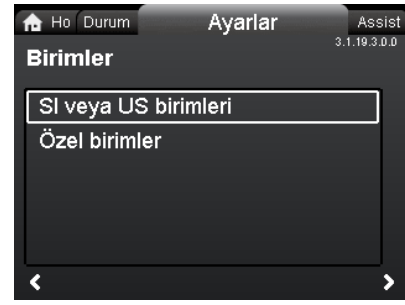 Ho Durum Ayarlar Assist
3.1.19.3.0.0
Birimler
SI veya US birimleri
Özel birimler